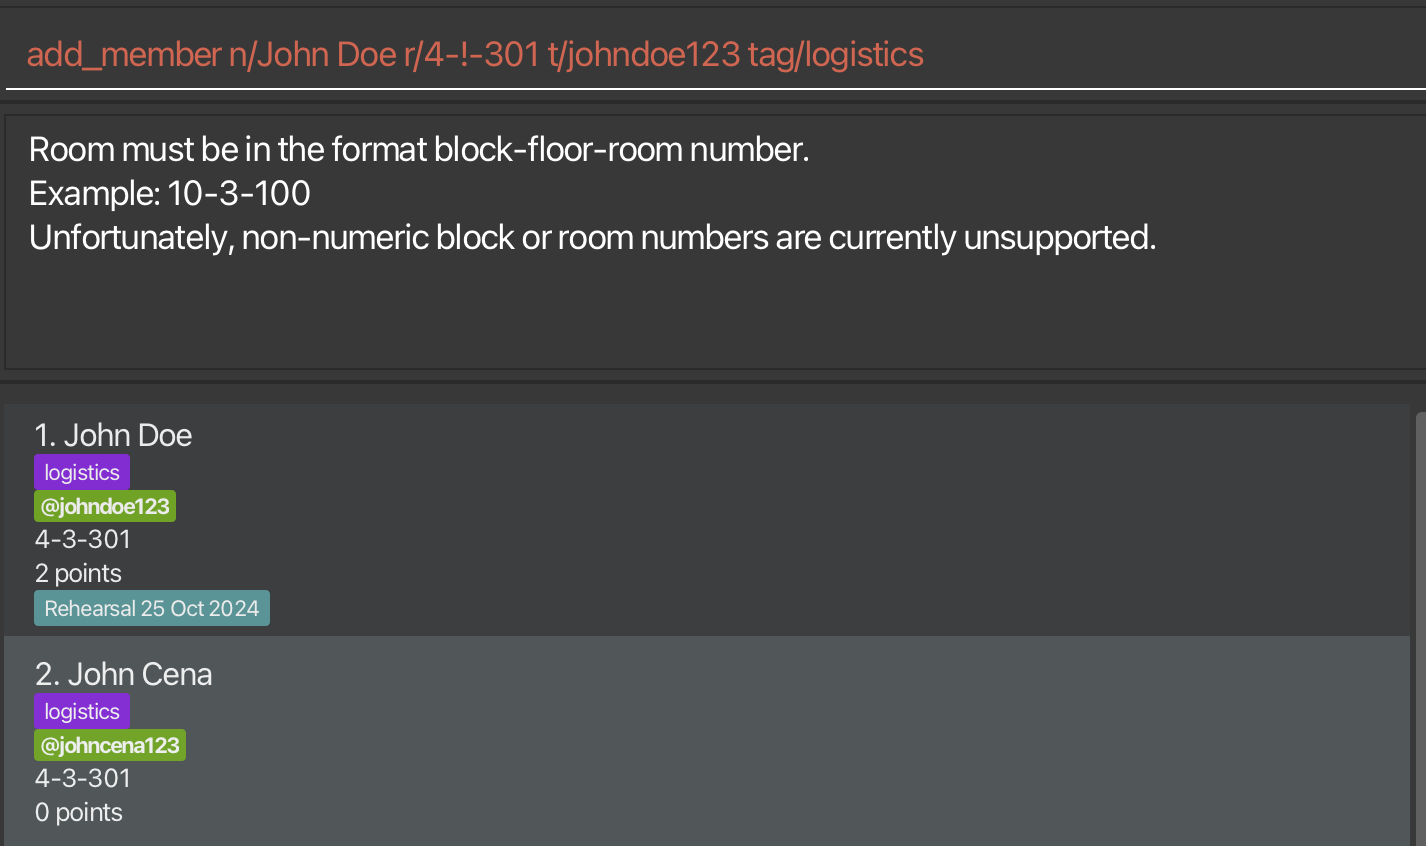 add_member n/John Doe r/4-!-301 t/johndoe123 tag/logistics
Room must be in the format block-floor-room number.
Example: 10-3-100
Unfortunately, non-numeric block or room numbers are currently unsupported.
1. John Doe
logistics
@johndoe123
4-3-301
2 points
Rehearsal 25 Oct 2024
2. John Cena
logistics
@johncena123
4-3-301
0 points